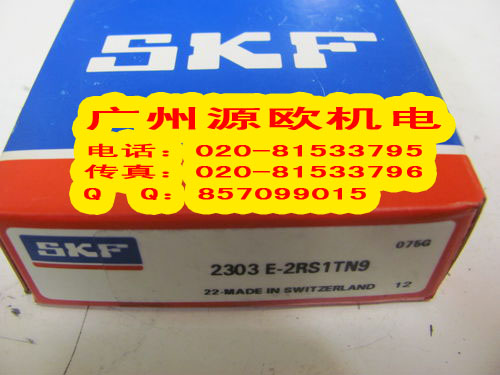 SKF
广州源欧机电
电话：020-81533795
传真：020-81533796
Q Q：857099015
SKF
075G
2303 E-2RS1TN9
22-MADE IN SWITZERLAND 12